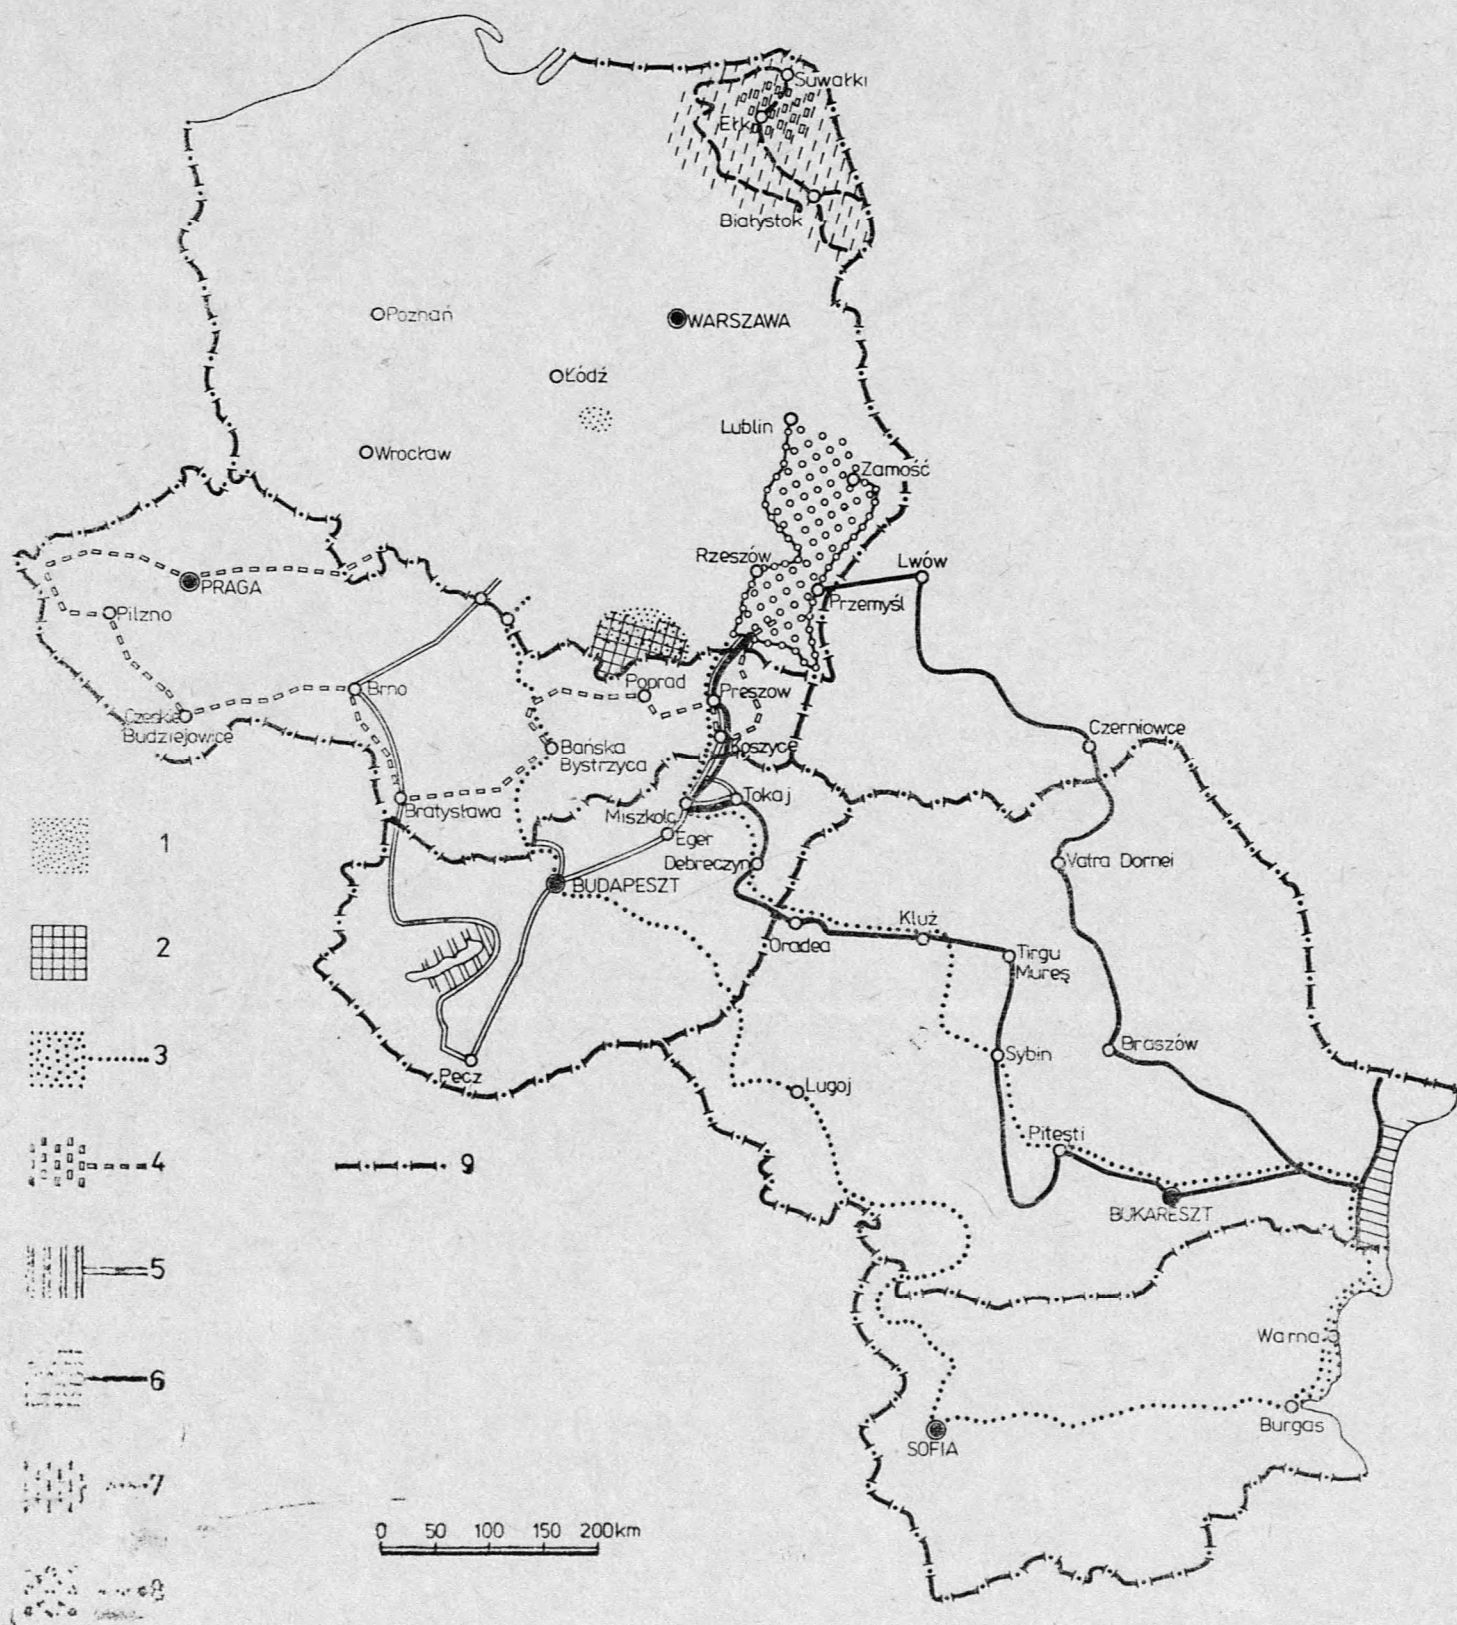 Suwałki
Ełk
Białystok
Poznań
WARSZAWA
Łódź
Lublin
Wrocław
Zamość
Rzeszów
Lwów
PRAGA
Przemyśl
Pilzno
Poprad
Brno
Preszow
Czeskie
Budziejowice
Czerniowce
Koszyce
Bańska
Bystrzyca
Bratysława
Miszkolc
Tokaj
1
Eger
Debreczyn
Vatra Dornei
BUDAPESZT
Kluż
2
Oradea
Tirgu
Mureş
3
Sybin
Braszów
Pecz
Lugoj
Piteşti
4
9
BUKARESZT
5
Warna
6
Burgas
SOFIA
7
0 50 100 150 200km
8